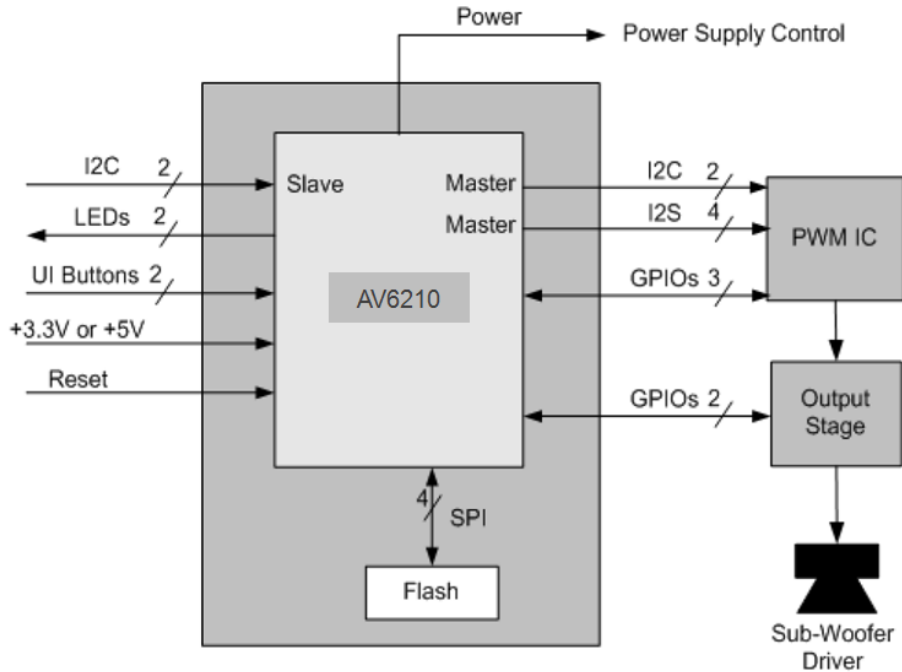 Power
Power Supply Control
I2C 2
Slave
Master
I2C 2
LEDs 2
Master
I2S 4
PWM IC
UI Buttons 2
AV6210
GPIOs 3
+3.3V or +5V
Reset
GPIOs 2
Output
Stage
4
SPI
Flash
Sub-Woofer
Driver